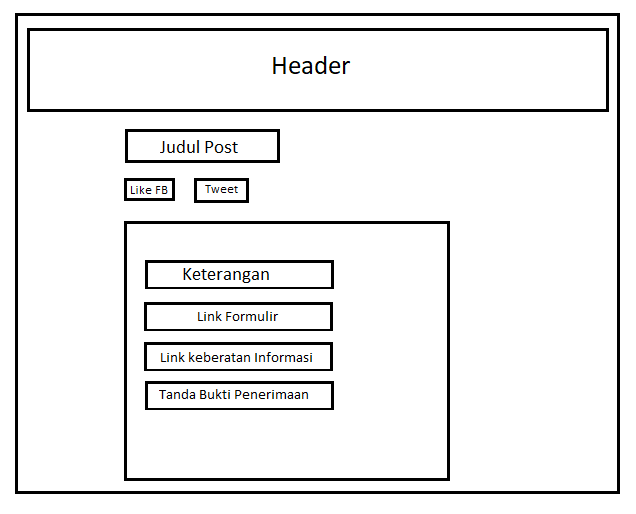 Header
Judul Post
Like FB
Tweet
Keterangan
Link Formulir
Link keberatan Informasi
Tanda Bukti Penerimaan